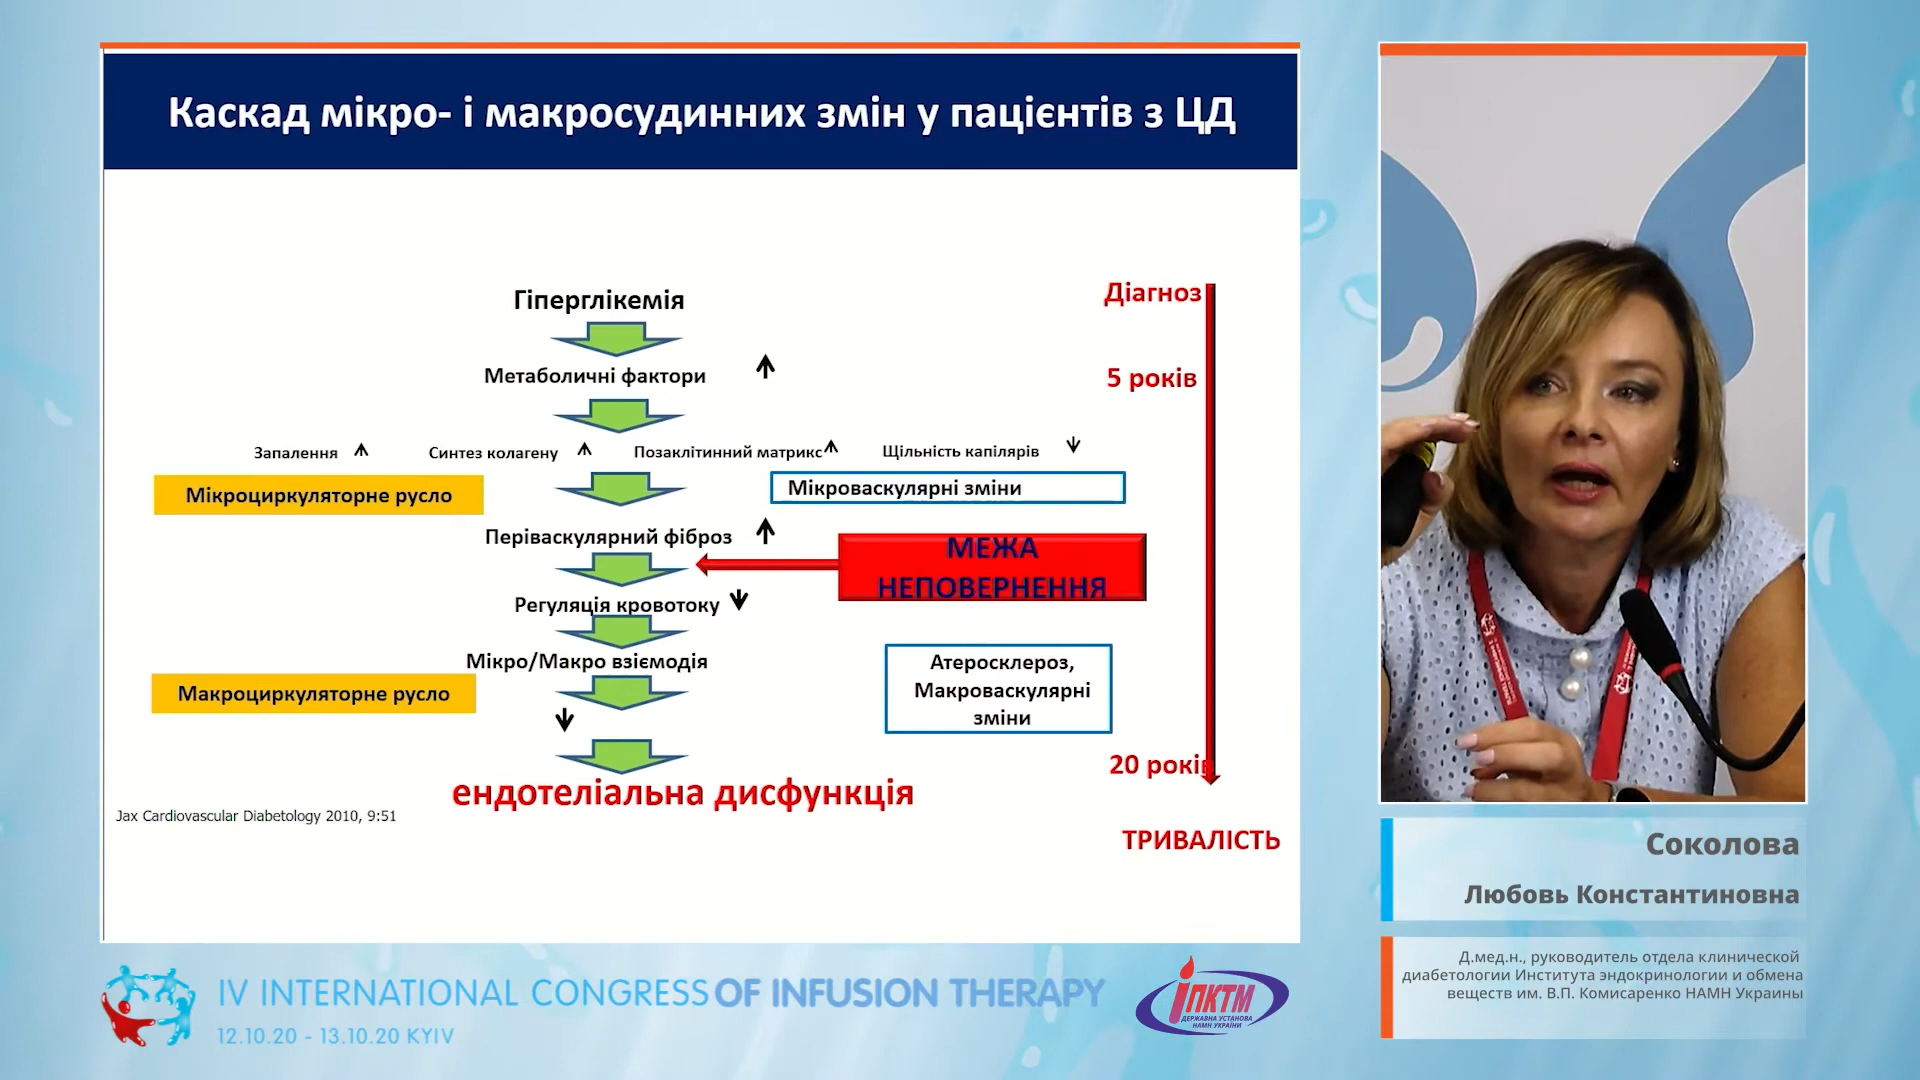 Каскад мікро- і макросудинних змін у пацієнтів з ЦД
Гіперглікемія
Діагноз
Метаболичні фактори
5 років
Запалення
Синтез колагену
Позаклітинний матрикс
Щільність капілярів
Мікроциркуляторне русло
Мікроваскулярні зміни
Періваскулярний фіброз
МЕЖА
НЕПОВЕРНЕННЯ
Регуляція кровотоку
Мікро/Макро взіємодія
Атеросклероз,
Макроваскулярні
зміни
Макроциркуляторне русло
20 років
ендотеліальна дисфункція
Jax Cardiovascular Diabetology 2010, 9:51
ТРИВАЛІСТЬ
Соколова
Любовь Константиновна
Д.мед.н., руководитель отдела клинической
диабетологии Института эндокринологии и обмена
веществ им. В.П. Комисаренко НАМН Украины
IV INTERNATIONAL CONGRESS OF INFUSION THERAPY
12.10.20 - 13.10.20 KYIV
ІПКТМ
ДЕРЖАВНА УСТАНОВА
НАМН УКРАЇНИ